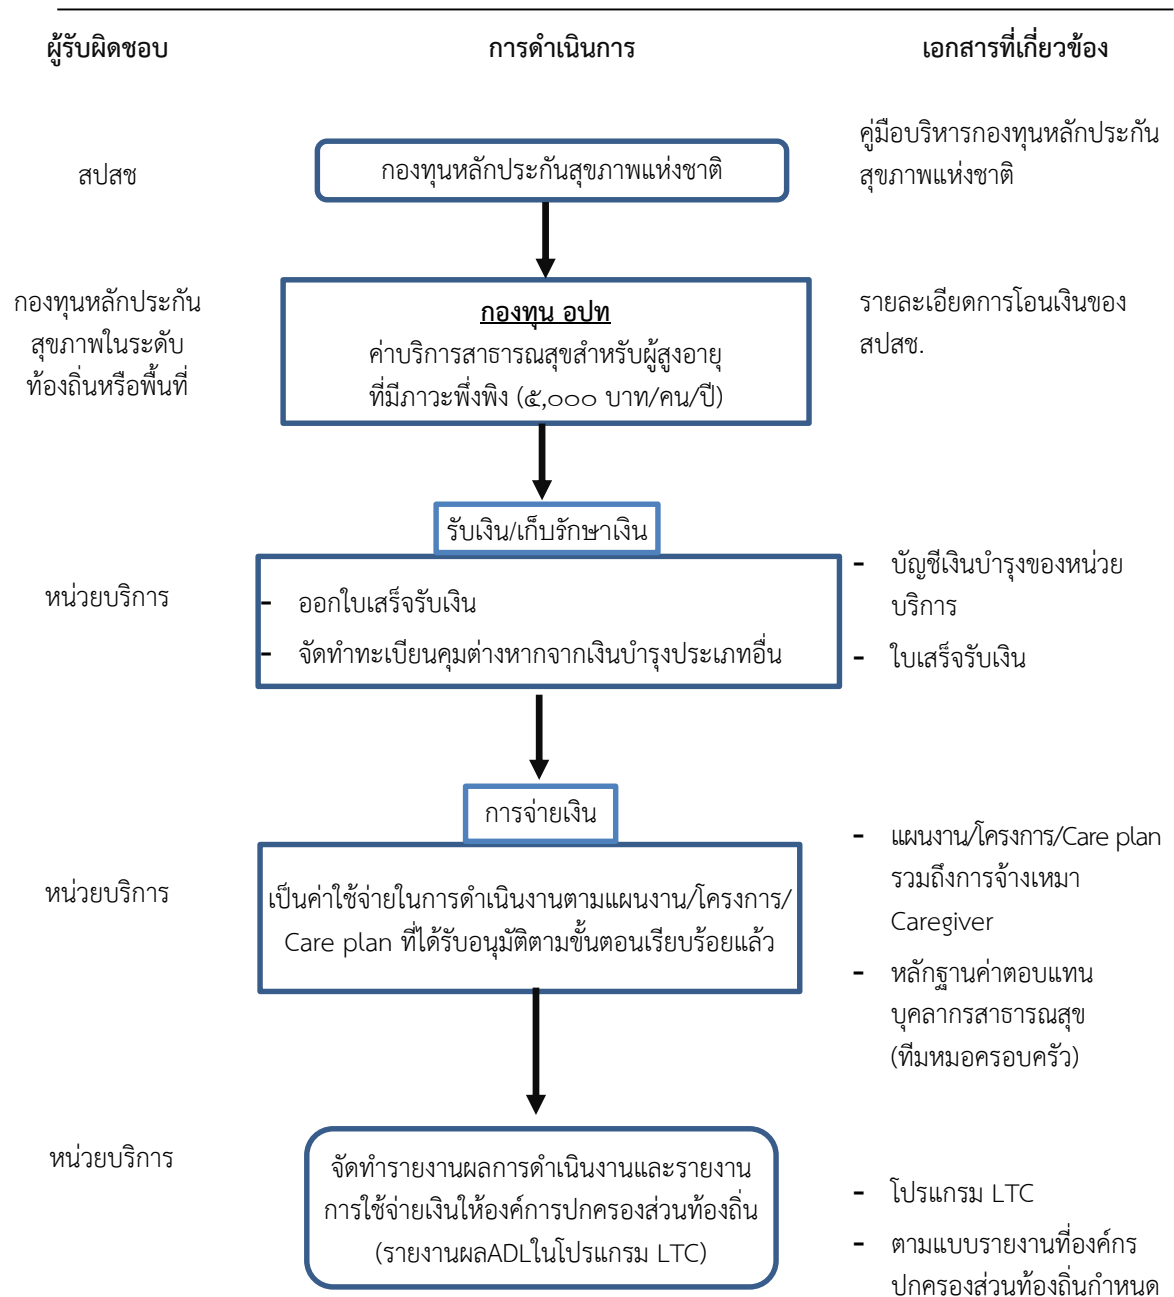 ผู้รับผิดชอบ
การดำเนินการ
เอกสารที่เกี่ยวข้อง
สปสช
กองทุนหลักประกันสุขภาพแห่งชาติ
คู่มือบริหารกองทุนหลักประกัน
สุขภาพแห่งชาติ
กองทุนหลักประกัน
สุขภาพในระดับ
ท้องถิ่นหรือพื้นที่
กองทุน อปท
ค่าบริการสาธารณสุขสำหรับผู้สูงอายุ
ที่มีภาวะพึ่งพิง (๕,๐๐๐ บาท/คน/ปี)
รายละเอียดการโอนเงินของ
สปสช.
รับเงิน/เก็บรักษาเงิน
หน่วยบริการ
- ออกใบเสร็จรับเงิน
- จัดทำทะเบียนคุมต่างหากจากเงินบำรุงประเภทอื่น
- บัญชีเงินบำรุงของหน่วย
บริการ
- ใบเสร็จรับเงิน
การจ่ายเงิน
หน่วยบริการ
เป็นค่าใช้จ่ายในการดำเนินงานตามแผนงาน/โครงการ/
Care plan ที่ได้รับอนุมัติตามขั้นตอนเรียบร้อยแล้ว
- แผนงาน/โครงการ/Care plan
รวมถึงการจ้างเหมา
Caregiver
- หลักฐานค่าตอบแทน
บุคลากรสาธารณสุข
(ทีมหมอครอบครัว)
หน่วยบริการ
จัดทำรายงานผลการดำเนินงานและรายงาน
การใช้จ่ายเงินให้องค์การปกครองส่วนท้องถิ่น
(รายงานผลADLในโปรแกรม LTC)
- โปรแกรม LTC
- ตามแบบรายงานที่องค์กร
ปกครองส่วนท้องถิ่นกำหนด